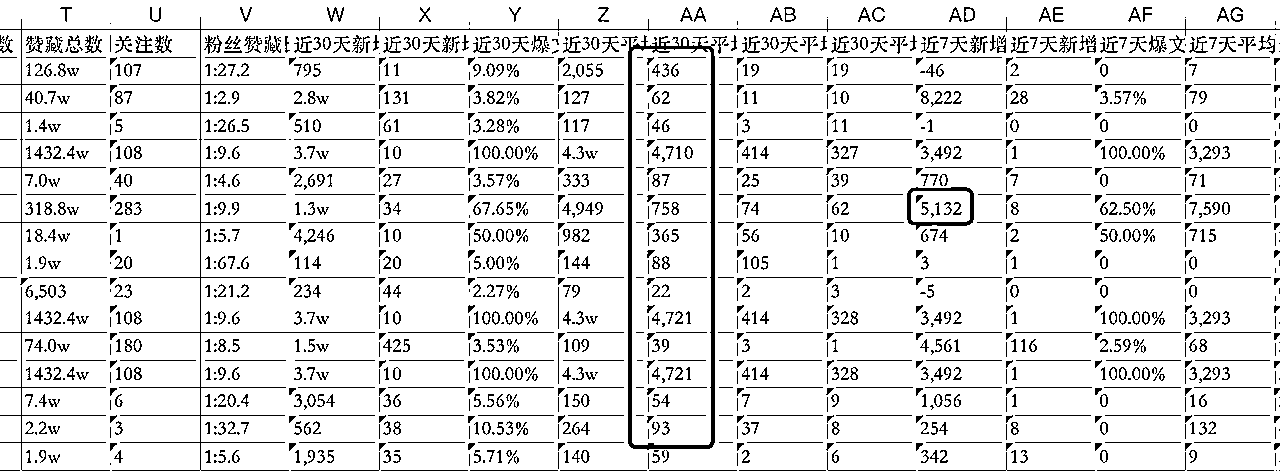 T U V W X Y Z AA AB AC AD AE AF AG
数 赞藏总数 关注数 粉丝赞藏 近30天新增 近30天新增 近30天爆文 近30天平均 近30天平均 近30天平均 近30天平均 近7天新增 近7天新增 近7天爆文 近7天平均
126.8w 107 1:27.2 795 11 9.09% 2,055 436 19 19 -46 2 0 7
40.7w 87 1:2.9 2.8w 131 3.82% 127 62 11 10 8,222 28 3.57% 79
1.4w 5 1:26.5 510 61 3.28% 117 46 3 11 -1 0 0 0
1432.4w 108 1:9.6 3.7w 10 100.00% 4.3w 4,710 414 327 3,492 1 100.00% 3,293
7.0w 40 1:4.6 2,691 27 3.57% 333 87 25 39 770 7 0 71
318.8w 283 1:9.9 1.3w 34 67.65% 4,949 758 74 62 5,132 8 62.50% 7,590
18.4w 1 1:5.7 4,246 10 50.00% 982 365 56 10 674 2 50.00% 715
1.9w 20 1:67.6 114 20 5.00% 144 88 105 1 3 1 0 0
6,503 23 1:21.2 234 44 2.27% 79 22 2 3 -5 0 0 0
1432.4w 108 1:9.6 3.7w 10 100.00% 4.3w 4,721 414 328 3,492 1 100.00% 3,293
74.0w 180 1:8.5 1.5w 425 3.53% 109 39 3 1 4,561 116 2.59% 68
1432.4w 108 1:9.6 3.7w 10 100.00% 4.3w 4,721 414 328 3,492 1 100.00% 3,293
7.4w 6 1:20.4 3,054 36 5.56% 150 54 7 9 1,056 1 0 16
2.2w 3 1:32.7 562 38 10.53% 264 93 37 8 254 8 0 132
1.9w 4 1:5.6 1,935 35 5.71% 140 59 2 6 342 13 0 9